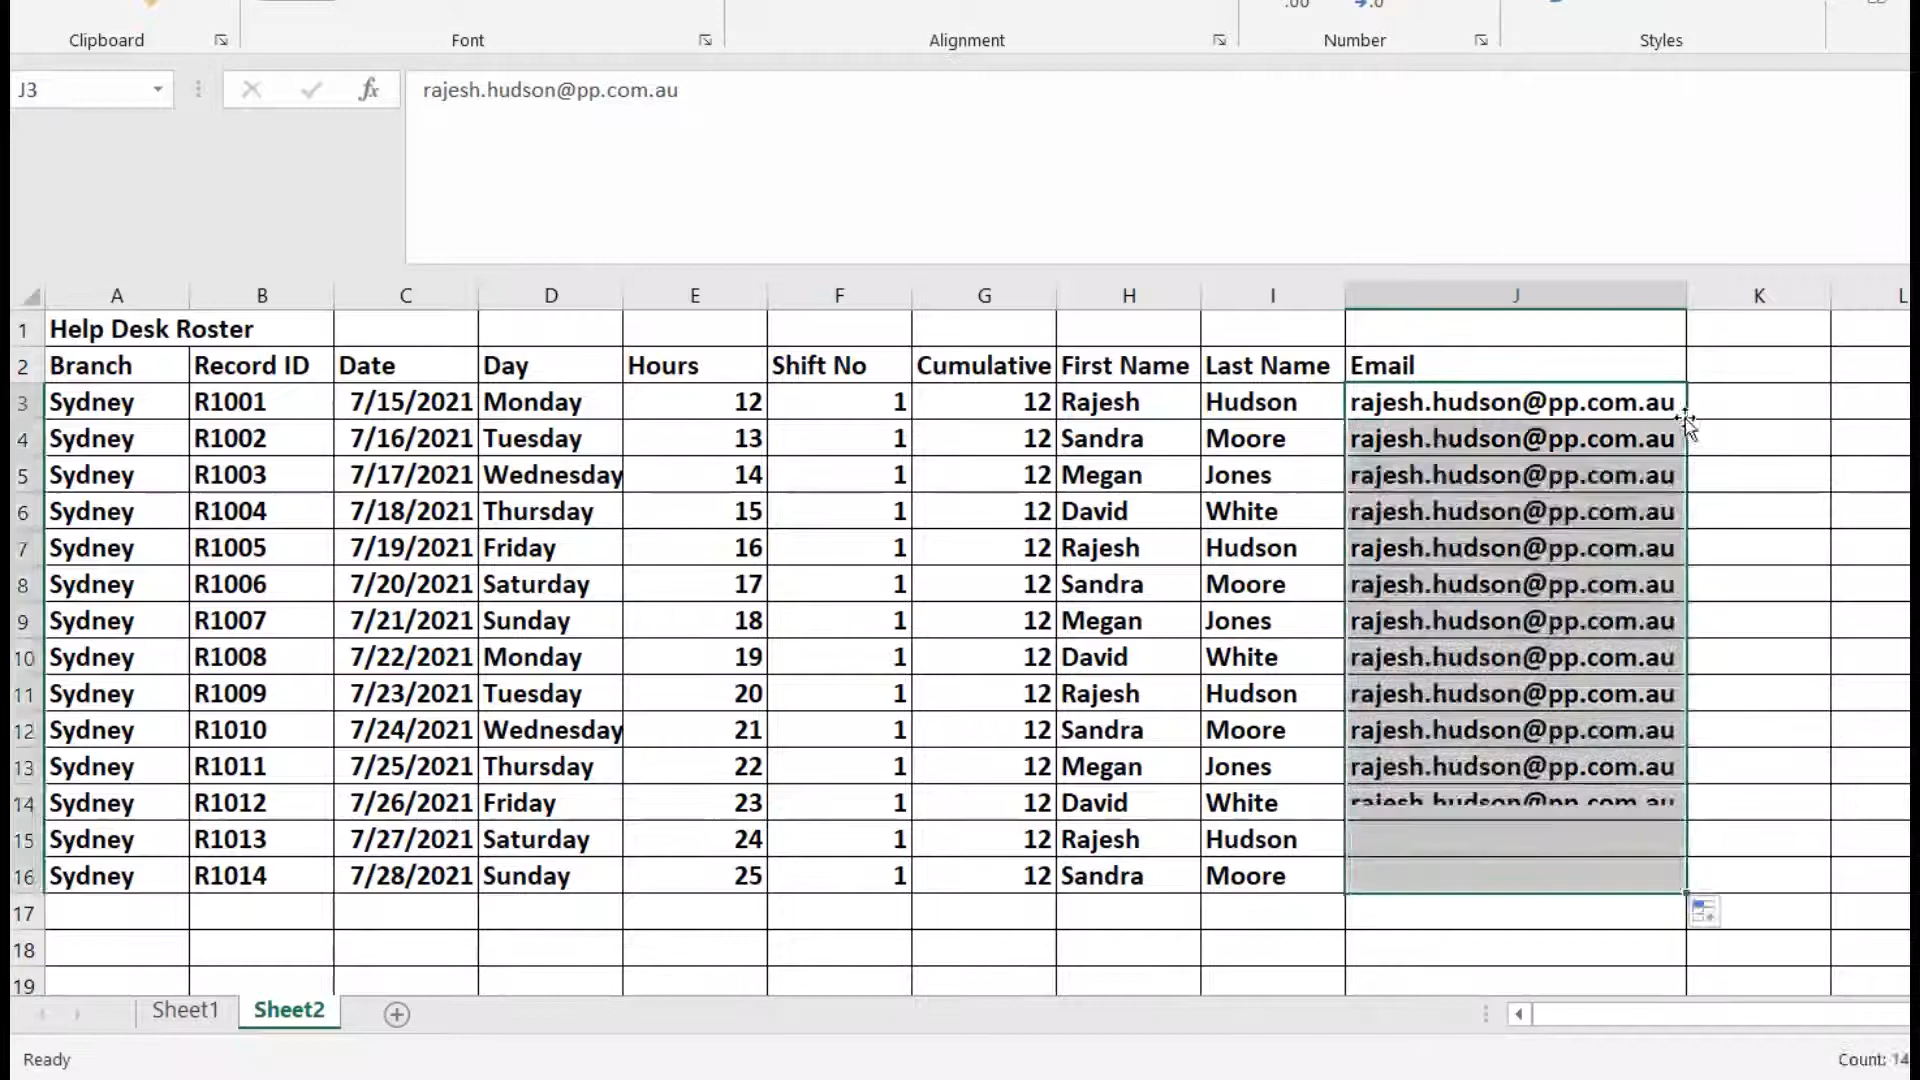 Clipboard Font Alignment Number Styles
J3 fx rajesh.hudson@pp.com.au
A B C D E F G H I J K L
1 Help Desk Roster
2 Branch Record ID Date Day Hours Shift No Cumulative First Name Last Name Email
3 Sydney R1001 7/15/2021 Monday 12 1 12 Rajesh Hudson rajesh.hudson@pp.com.au
4 Sydney R1002 7/16/2021 Tuesday 13 1 12 Sandra Moore rajesh.hudson@pp.com.au
5 Sydney R1003 7/17/2021 Wednesday 14 1 12 Megan Jones rajesh.hudson@pp.com.au
6 Sydney R1004 7/18/2021 Thursday 15 1 12 David White rajesh.hudson@pp.com.au
7 Sydney R1005 7/19/2021 Friday 16 1 12 Rajesh Hudson rajesh.hudson@pp.com.au
8 Sydney R1006 7/20/2021 Saturday 17 1 12 Sandra Moore rajesh.hudson@pp.com.au
9 Sydney R1007 7/21/2021 Sunday 18 1 12 Megan Jones rajesh.hudson@pp.com.au
10 Sydney R1008 7/22/2021 Monday 19 1 12 David White rajesh.hudson@pp.com.au
11 Sydney R1009 7/23/2021 Tuesday 20 1 12 Rajesh Hudson rajesh.hudson@pp.com.au
12 Sydney R1010 7/24/2021 Wednesday 21 1 12 Sandra Moore rajesh.hudson@pp.com.au
13 Sydney R1011 7/25/2021 Thursday 22 1 12 Megan Jones rajesh.hudson@pp.com.au
14 Sydney R1012 7/26/2021 Friday 23 1 12 David White rajesh.hudson@pp.com.au
15 Sydney R1013 7/27/2021 Saturday 24 1 12 Rajesh Hudson
16 Sydney R1014 7/28/2021 Sunday 25 1 12 Sandra Moore
17
18
19
Sheet1 Sheet2
Ready Count: 14